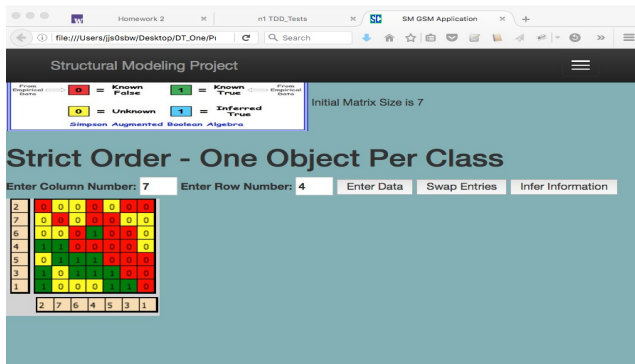 W Homework 2 × n1 TDD_Tests × SC SM GSM Application × +
file:///Users/jjs0sbw/Desktop/DT_One/Pr Search
Structural Modeling Project
From Empirical Data 0 = Known False 1 = Known True From Empirical Data
0 = Unknown 1 = Inferred True
Simpson Augmented Boolean Algebra
Initial Matrix Size is 7
Strict Order - One Object Per Class
Enter Column Number: 7 Enter Row Number: 4 Enter Data Swap Entries Infer Information
2 0 0 0 0 0 0 0
7 0 0 0 0 0 0 0
6 0 0 0 1 0 0 0
4 1 1 0 0 0 0 0
5 0 1 1 1 0 0 0
3 1 0 1 1 1 0 0
1 1 0 0 0 1 1 0
2 7 6 4 5 3 1